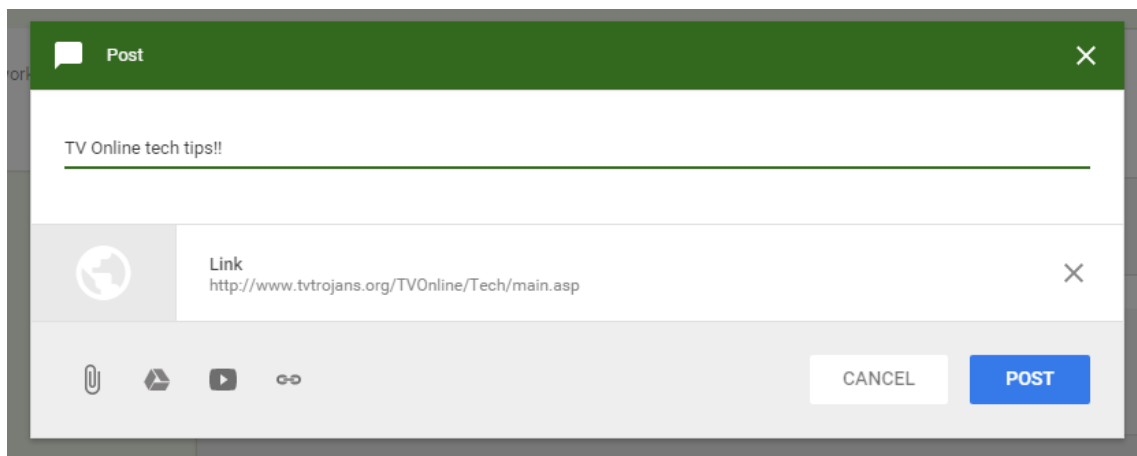 Post
TV Online tech tips!!
Link
http://www.tvtrojans.org/TVOnline/Tech/main.asp
CANCEL
POST